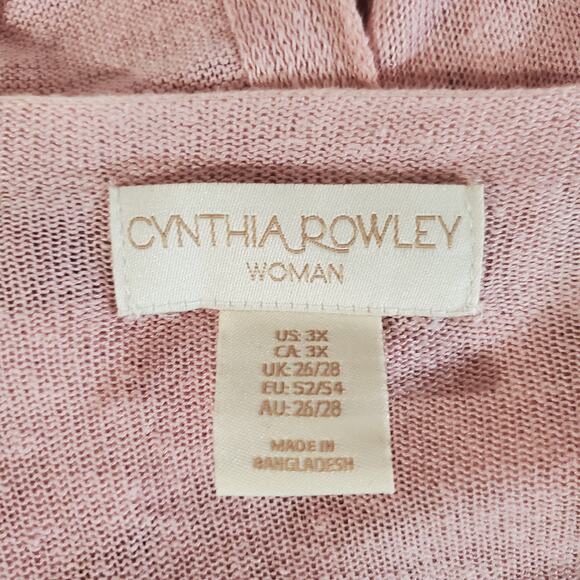 CYNTHIA ROWLEY
WOMAN
US: 3X
CA: 3X
UK: 26/28
EU: 52/54
AU: 26/28
MADE IN
BANGLADESH